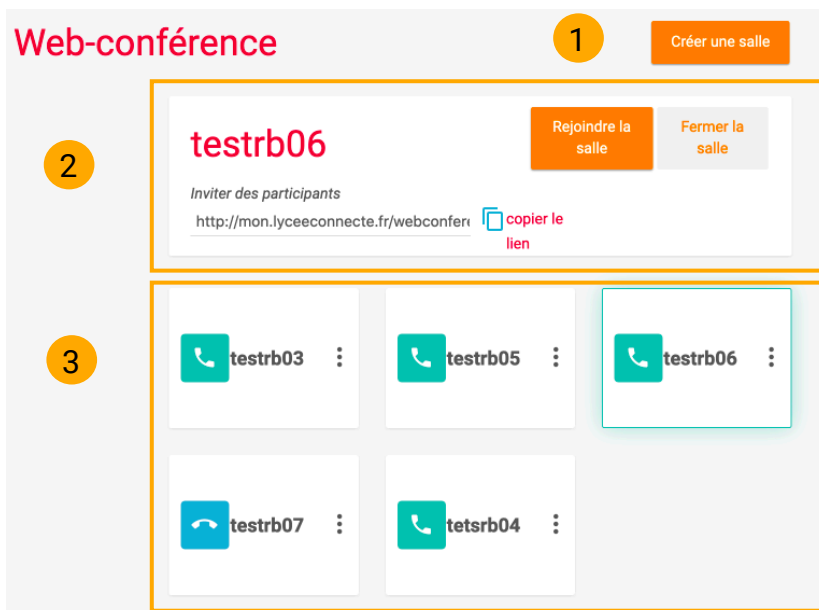 Web-conférence
1
Créer une salle
2
testrb06
Rejoindre la
salle
Fermer la
salle
Inviter des participants
http://mon.lyceeconnecte.fr/webconfere
copier le
lien
3
testrb03
testrb05
testrb06
testrb07
tetsrb04